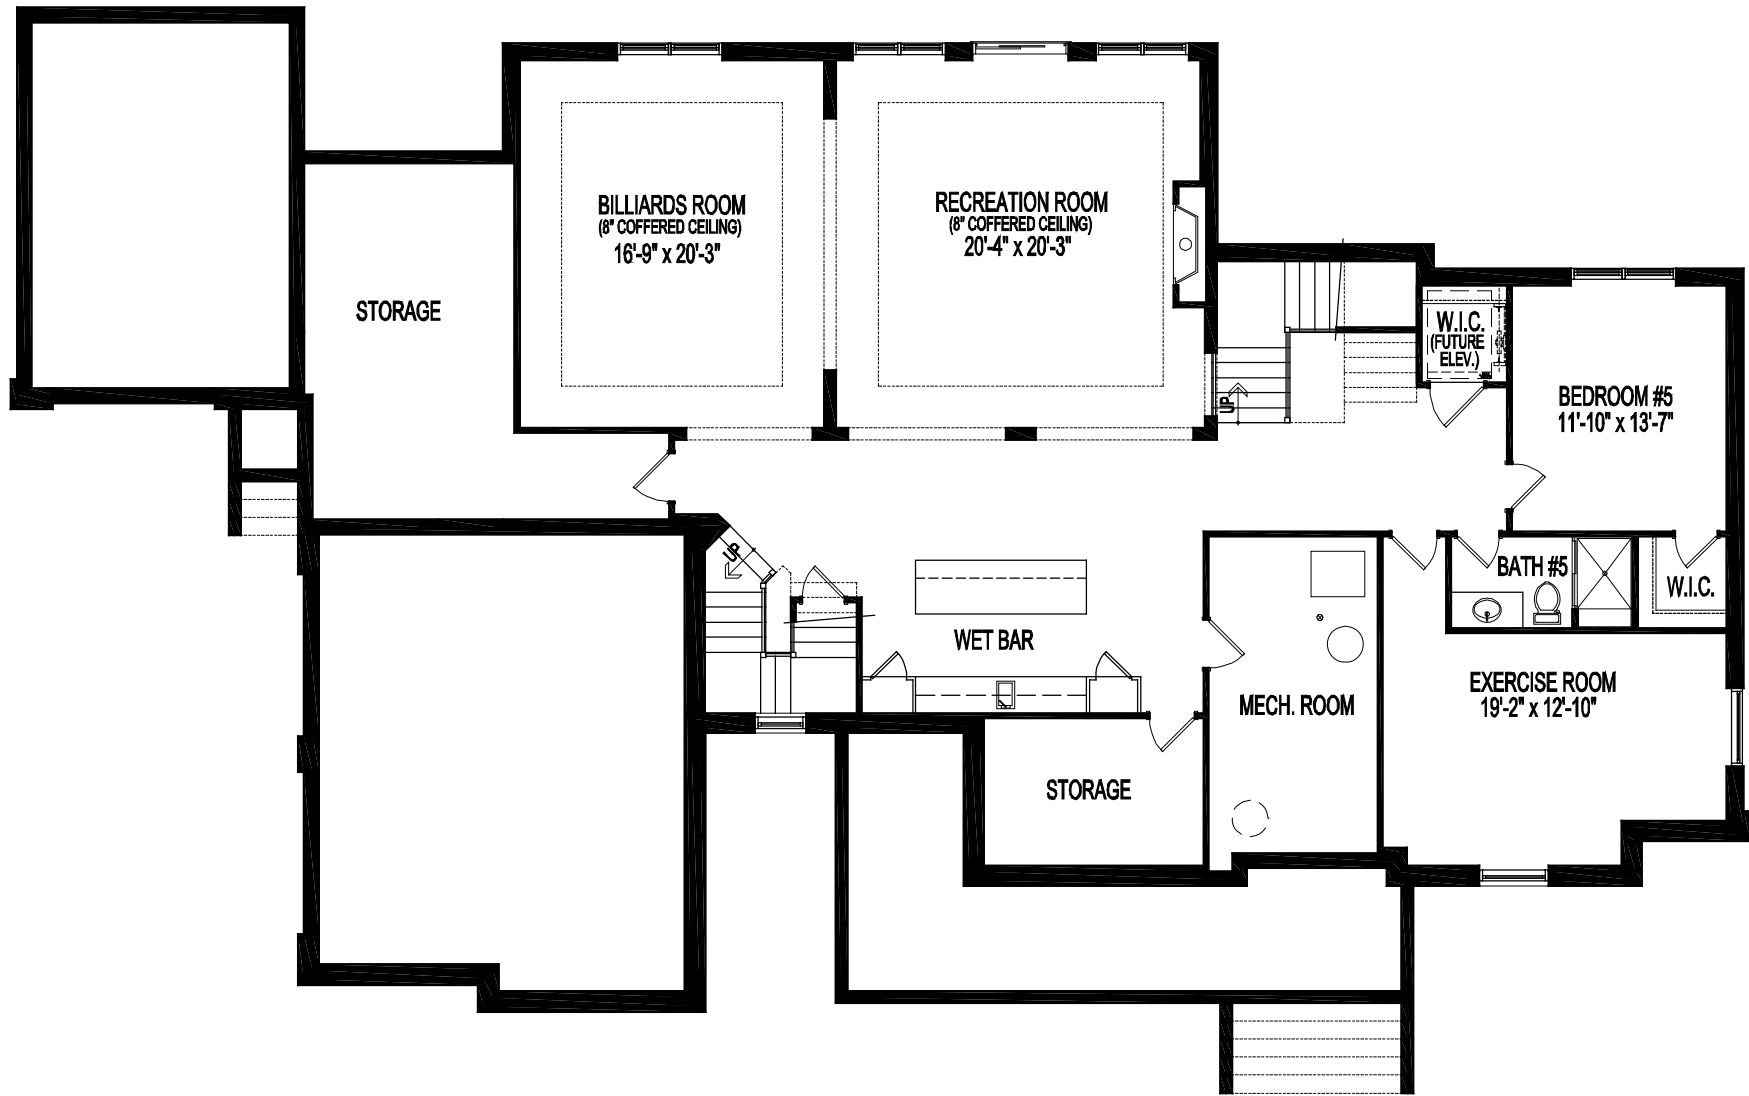 BILLIARDS ROOM
(8" COFFERED CEILING)
16'-9" x 20'-3"
RECREATION ROOM
(8" COFFERED CEILING)
20'-4" x 20'-3"
STORAGE
W.I.C.
(FUTURE
ELEV.)
UP
BEDROOM #5
11'-10" x 13'-7"
UP
BATH #5
W.I.C.
WET BAR
MECH. ROOM
EXERCISE ROOM
19'-2" x 12'-10"
STORAGE